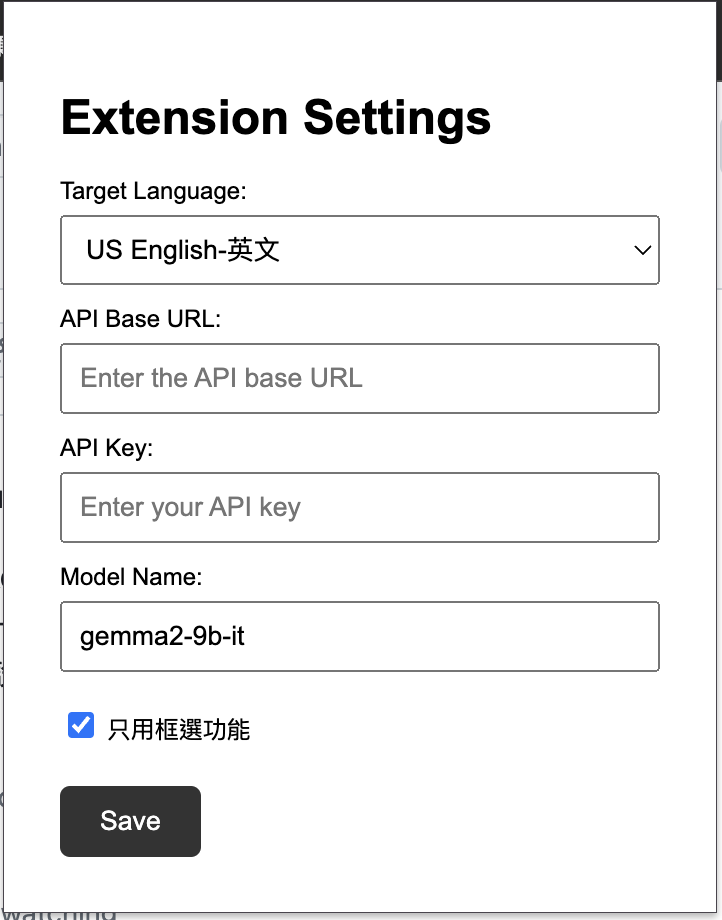 Extension Settings
Target Language:
US English-英文
API Base URL:
Enter the API base URL
API Key:
Enter your API key
Model Name:
gemma2-9b-it
只用框選功能
Save
watching